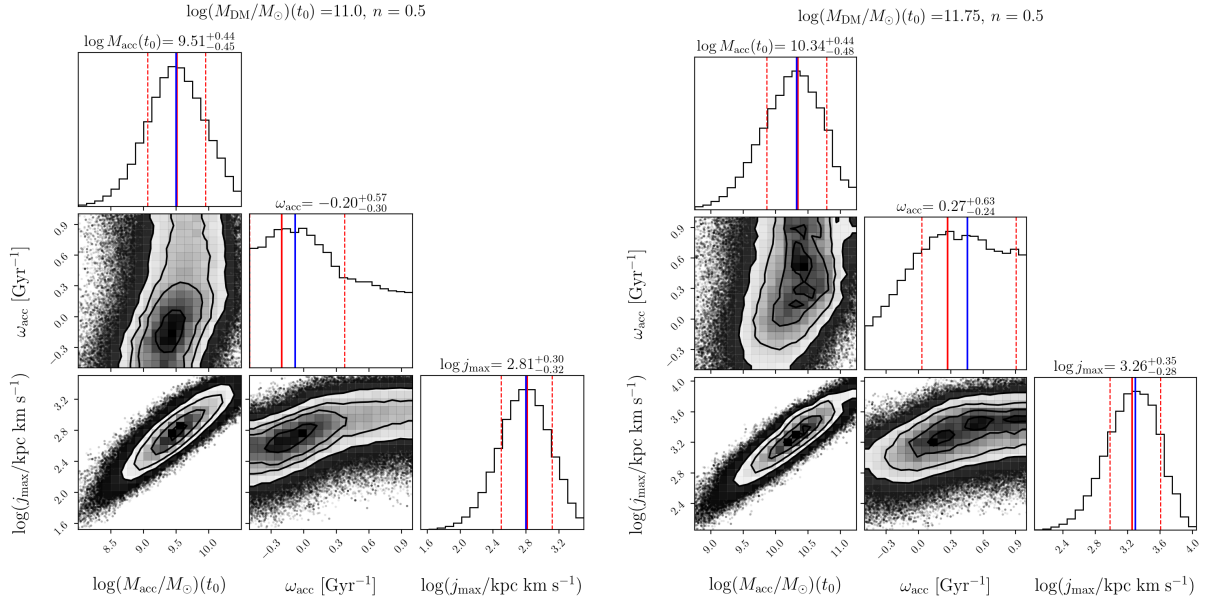 log(M_DM/M_⊙)(t_0) = 11.0, n = 0.5
log M_acc(t_0) = 9.51^{+0.44}_{−0.45}
ω_acc = −0.20^{+0.57}_{−0.30}
ω_acc [Gyr⁻¹]
0.9
0.6
0.3
0.0
−0.3
log j_max = 2.81^{+0.30}_{−0.32}
log(j_max/kpc km s⁻¹)
3.2
2.8
2.4
2.0
1.6
8.5 9.0 9.5 10.0
−0.3 0.0 0.3 0.6 0.9
1.6 2.0 2.4 2.8 3.2
log(M_acc/M_⊙)(t_0)
ω_acc [Gyr⁻¹]
log(j_max/kpc km s⁻¹)
log(M_DM/M_⊙)(t_0) = 11.75, n = 0.5
log M_acc(t_0) = 10.34^{+0.44}_{−0.48}
ω_acc = 0.27^{+0.63}_{−0.24}
ω_acc [Gyr⁻¹]
0.9
0.6
0.3
0.0
−0.3
log j_max = 3.26^{+0.35}_{−0.28}
log(j_max/kpc km s⁻¹)
4.0
3.6
3.2
2.8
2.4
9.0 9.5 10.0 10.5 11.0
−0.3 0.0 0.3 0.6 0.9
2.4 2.8 3.2 3.6 4.0
log(M_acc/M_⊙)(t_0)
ω_acc [Gyr⁻¹]
log(j_max/kpc km s⁻¹)